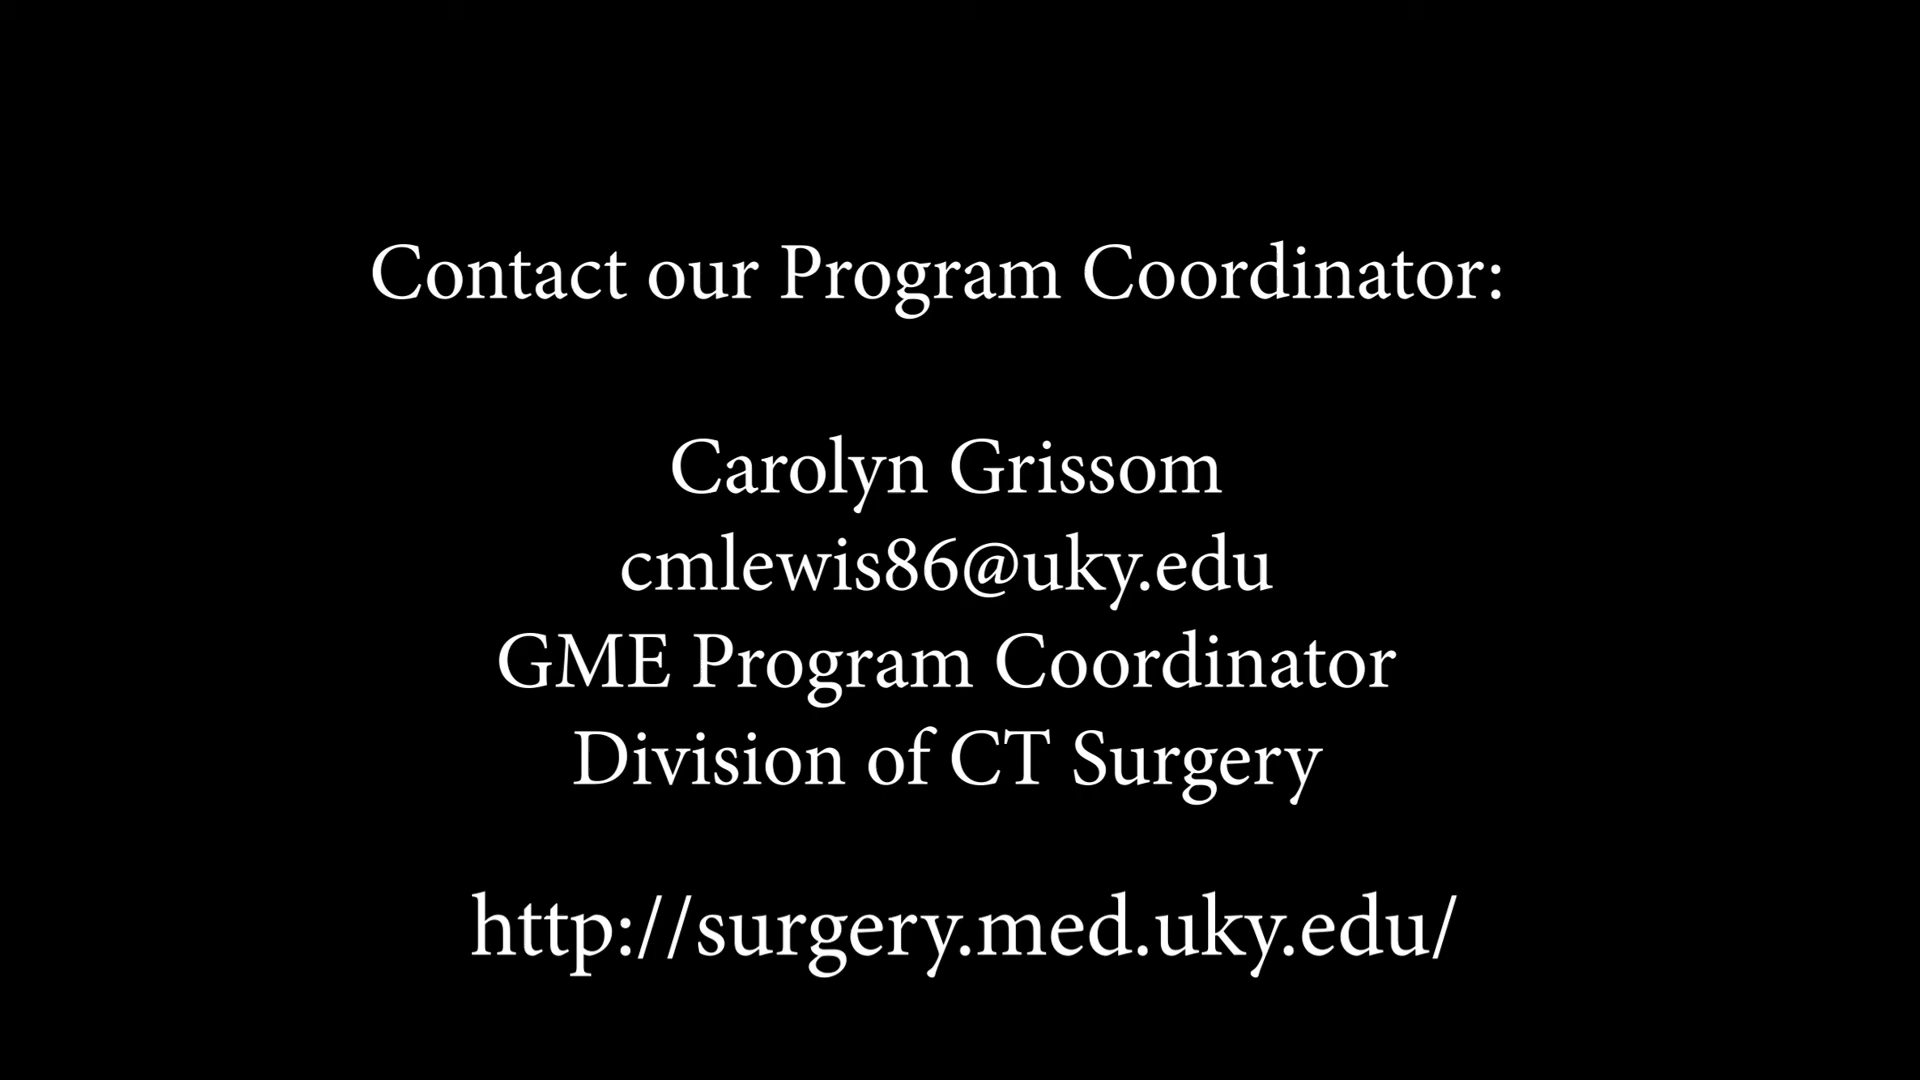 Contact our Program Coordinator:
Carolyn Grissom
cmlewis86@uky.edu
GME Program Coordinator
Division of CT Surgery
http://surgery.med.uky.edu/